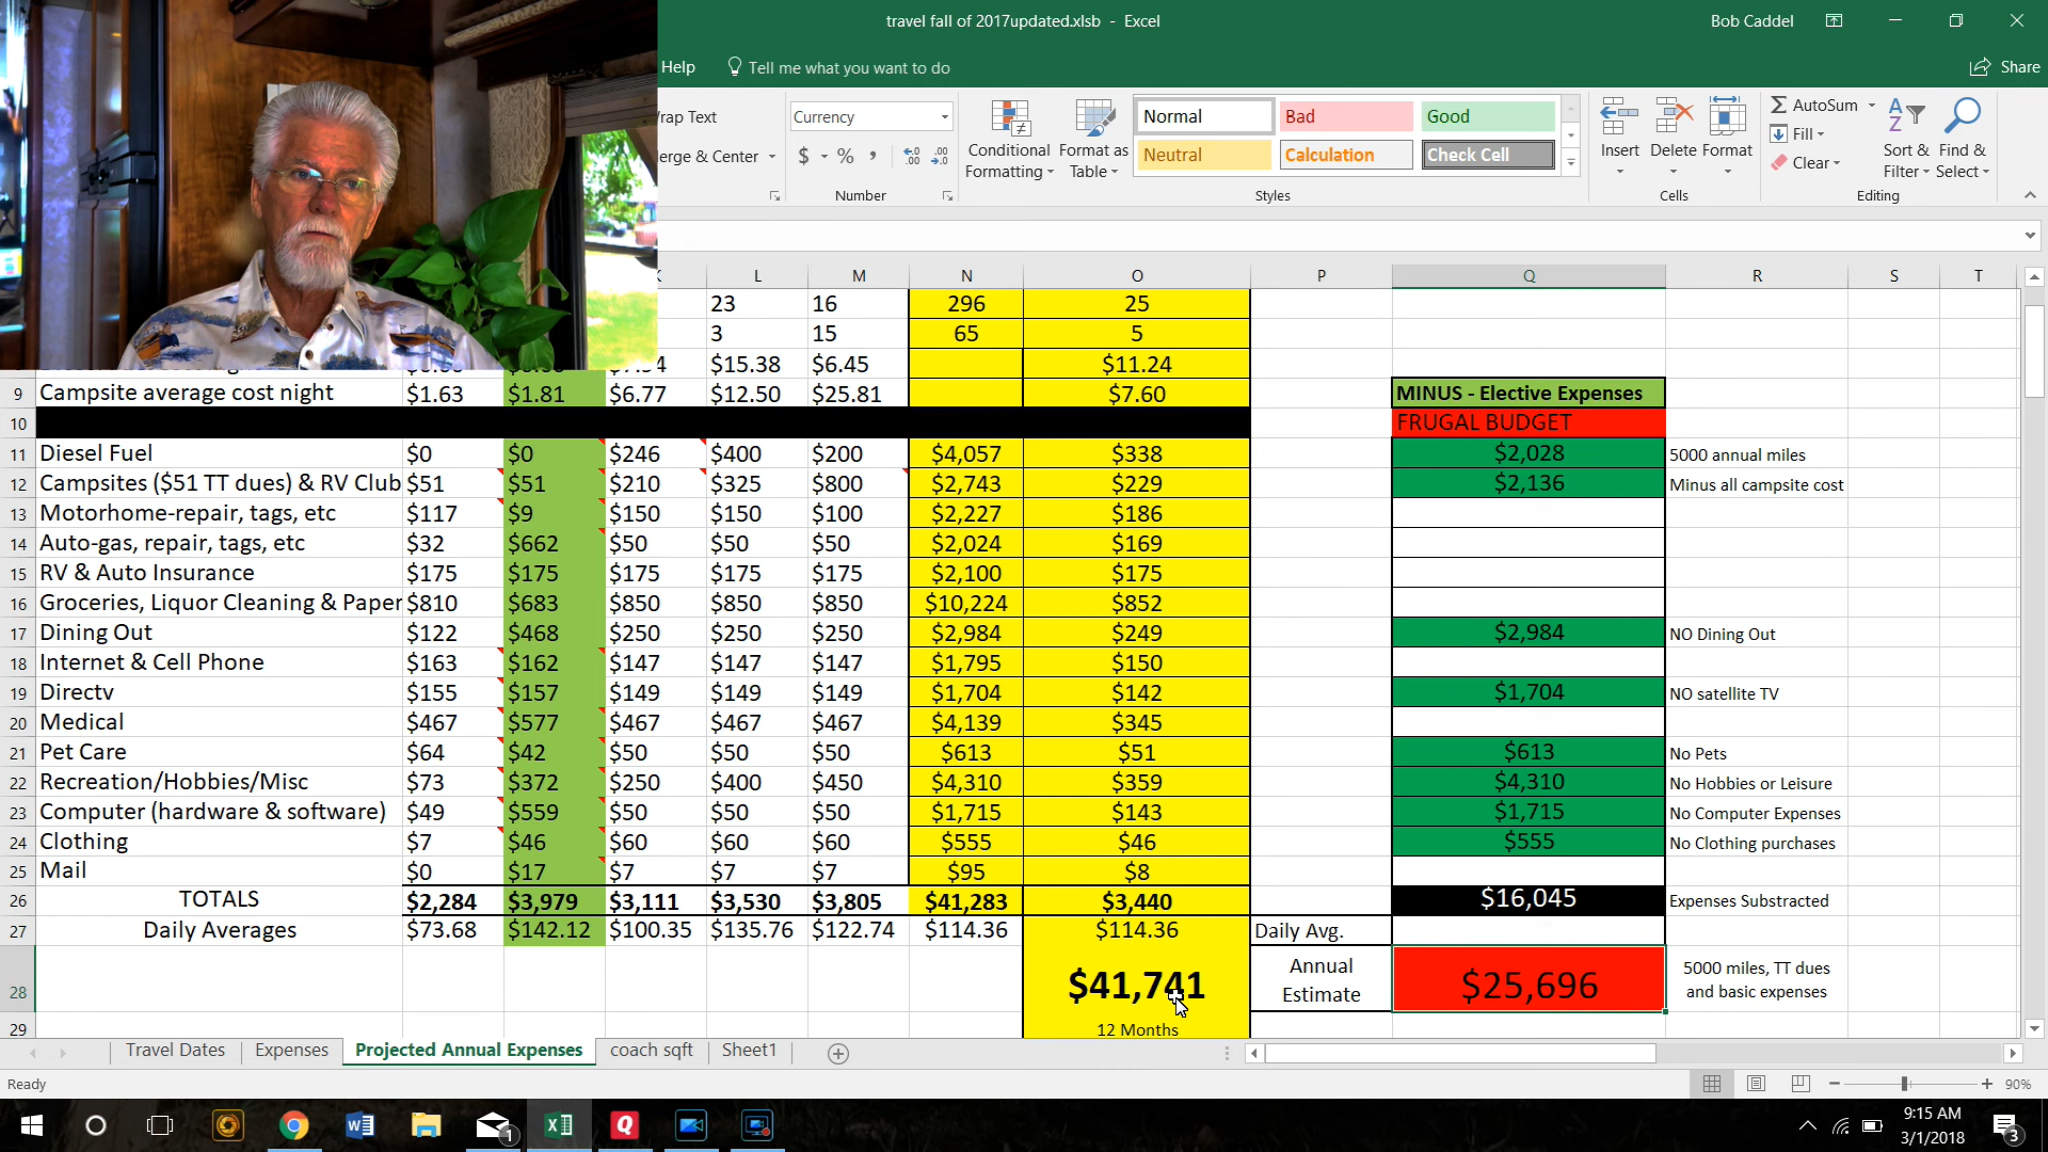 travel fall of 2017updated.xlsb - Excel
Bob Caddel
Help
Tell me what you want to do
Share
rap Text
Currency
Normal
Bad
Good
AutoSum
Fill
Clear
erge & Center
$
%
,
Conditional Formatting
Format as Table
Neutral
Calculation
Check Cell
Insert
Delete
Format
Sort & Filter
Find & Select
Number
Styles
Cells
Editing
L M N O P Q R S T
23 16 296 25
3 15 65 5
$15.38 $6.45 $11.24
9 Campsite average cost night $1.63 $1.81 $6.77 $12.50 $25.81 $7.60 MINUS - Elective Expenses
10 FRUGAL BUDGET
11 Diesel Fuel $0 $0 $246 $400 $200 $4,057 $338 $2,028 5000 annual miles
12 Campsites ($51 TT dues) & RV Club $51 $51 $210 $325 $800 $2,743 $229 $2,136 Minus all campsite cost
13 Motorhome-repair, tags, etc $117 $9 $150 $150 $100 $2,227 $186
14 Auto-gas, repair, tags, etc $32 $662 $50 $50 $50 $2,024 $169
15 RV & Auto Insurance $175 $175 $175 $175 $175 $2,100 $175
16 Groceries, Liquor Cleaning & Paper $810 $683 $850 $850 $850 $10,224 $852
17 Dining Out $122 $468 $250 $250 $250 $2,984 $249 $2,984 NO Dining Out
18 Internet & Cell Phone $163 $162 $147 $147 $147 $1,795 $150
19 Directv $155 $157 $149 $149 $149 $1,704 $142 $1,704 NO satellite TV
20 Medical $467 $577 $467 $467 $467 $4,139 $345
21 Pet Care $64 $42 $50 $50 $50 $613 $51 $613 No Pets
22 Recreation/Hobbies/Misc $73 $372 $250 $400 $450 $4,310 $359 $4,310 No Hobbies or Leisure
23 Computer (hardware & software) $49 $559 $50 $50 $50 $1,715 $143 $1,715 No Computer Expenses
24 Clothing $7 $46 $60 $60 $60 $555 $46 $555 No Clothing purchases
25 Mail $0 $17 $7 $7 $7 $95 $8
26 TOTALS $2,284 $3,979 $3,111 $3,530 $3,805 $41,283 $3,440 $16,045 Expenses Substracted
27 Daily Averages $73.68 $142.12 $100.35 $135.76 $122.74 $114.36 $114.36 Daily Avg.
28 $41,741 Annual Estimate $25,696 5000 miles, TT dues and basic expenses
29 12 Months
Travel Dates
Expenses
Projected Annual Expenses
coach sqft
Sheet1
Ready
90%
1
9:15 AM
3/1/2018
3